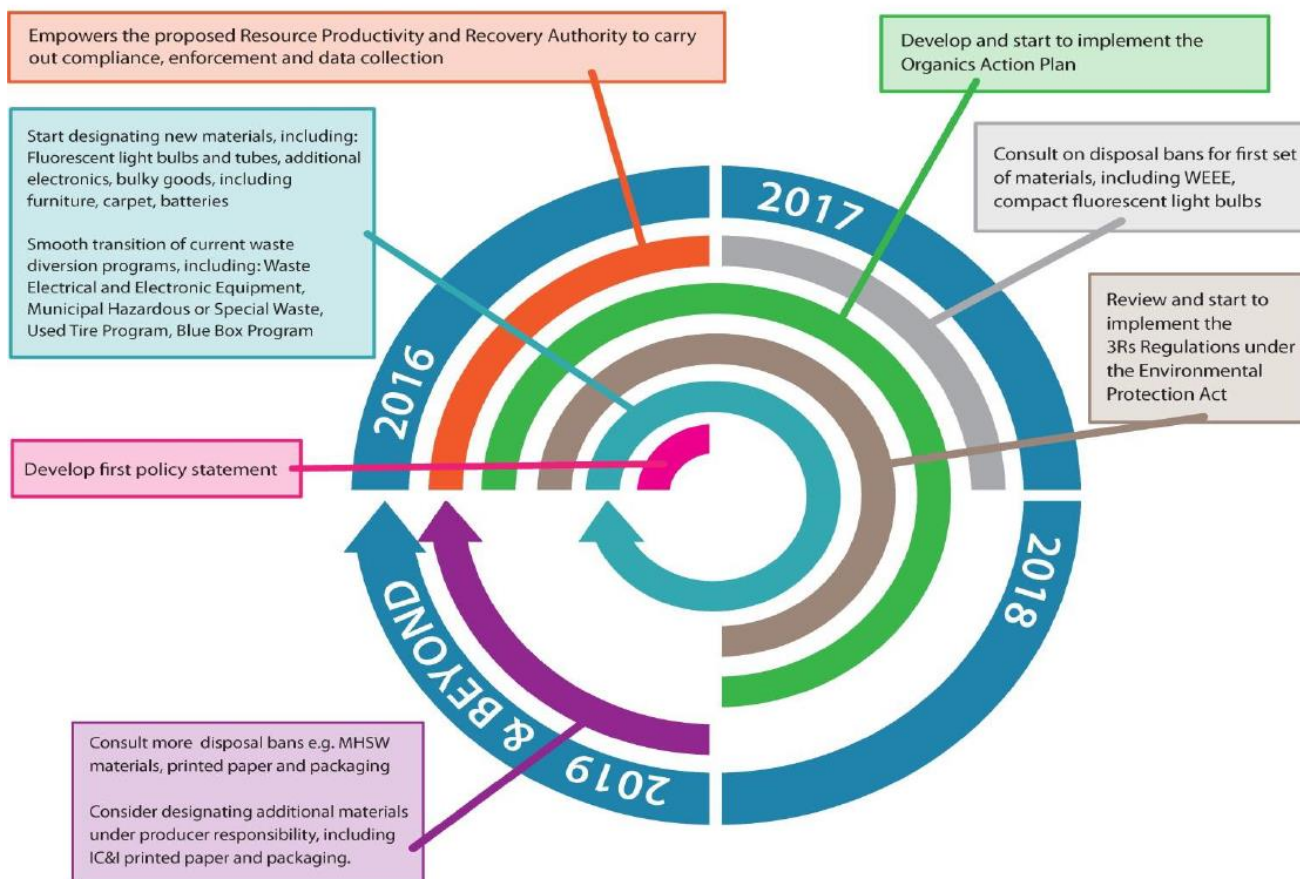 Empowers the proposed Resource Productivity and Recovery Authority to carry
out compliance, enforcement and data collection
Develop and start to implement the
Organics Action Plan
Start designating new materials, including:
Fluorescent light bulbs and tubes, additional
electronics, bulky goods, including
furniture, carpet, batteries
Smooth transition of current waste
diversion programs, including: Waste
Electrical and Electronic Equipment,
Municipal Hazardous or Special Waste,
Used Tire Program, Blue Box Program
Consult on disposal bans for first set
of materials, including WEEE,
compact fluorescent light bulbs
Review and start to
implement the
3Rs Regulations under
the Environmental
Protection Act
Develop first policy statement
2016
2017
2018
2019 & BEYOND
Consult more disposal bans e.g. MHSW
materials, printed paper and packaging
Consider designating additional materials
under producer responsibility, including
IC&I printed paper and packaging.